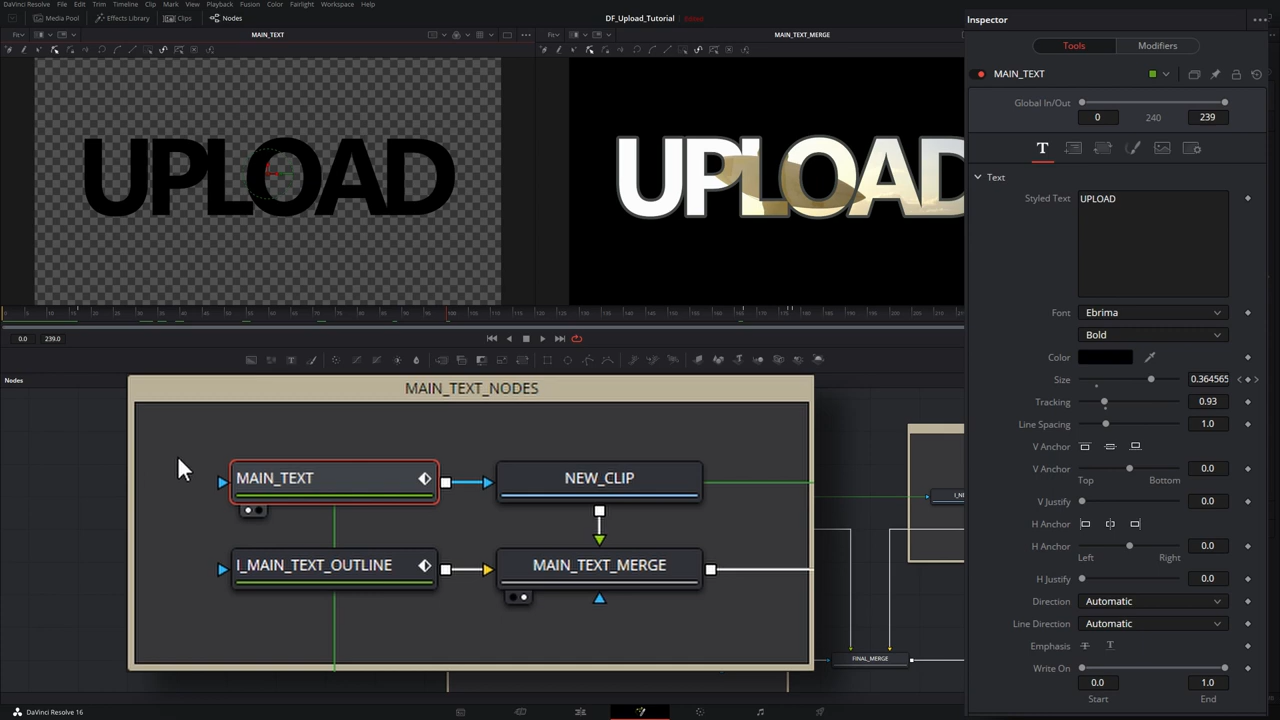 DaVinci Resolve File Edit Trim Timeline Clip Mark View Playback Fusion Color Fairlight Workspace Help
Media Pool Effects Library Clips Nodes
DF_Upload_Tutorial Edited
Inspector
Fit MAIN_TEXT
Fit MAIN_TEXT_MERGE
Tools Modifiers
MAIN_TEXT
Global In/Out
0 240 239
UPLOAD
UPLOAD
Text
Styled Text UPLOAD
Font Ebrima
Bold
Color
Size 0.364565
Tracking 0.93
Line Spacing 1.0
V Anchor
V Anchor 0.0
Top Bottom
V Justify 0.0
H Anchor
H Anchor 0.0
Left Right
H Justify 0.0
Direction Automatic
Line Direction Automatic
Emphasis
Write On
0.0 1.0
Start End
0.0 239.0
Nodes
MAIN_TEXT_NODES
MAIN_TEXT
NEW_CLIP
I_MAIN_TEXT_OUTLINE
MAIN_TEXT_MERGE
FINAL_MERGE
DaVinci Resolve 16